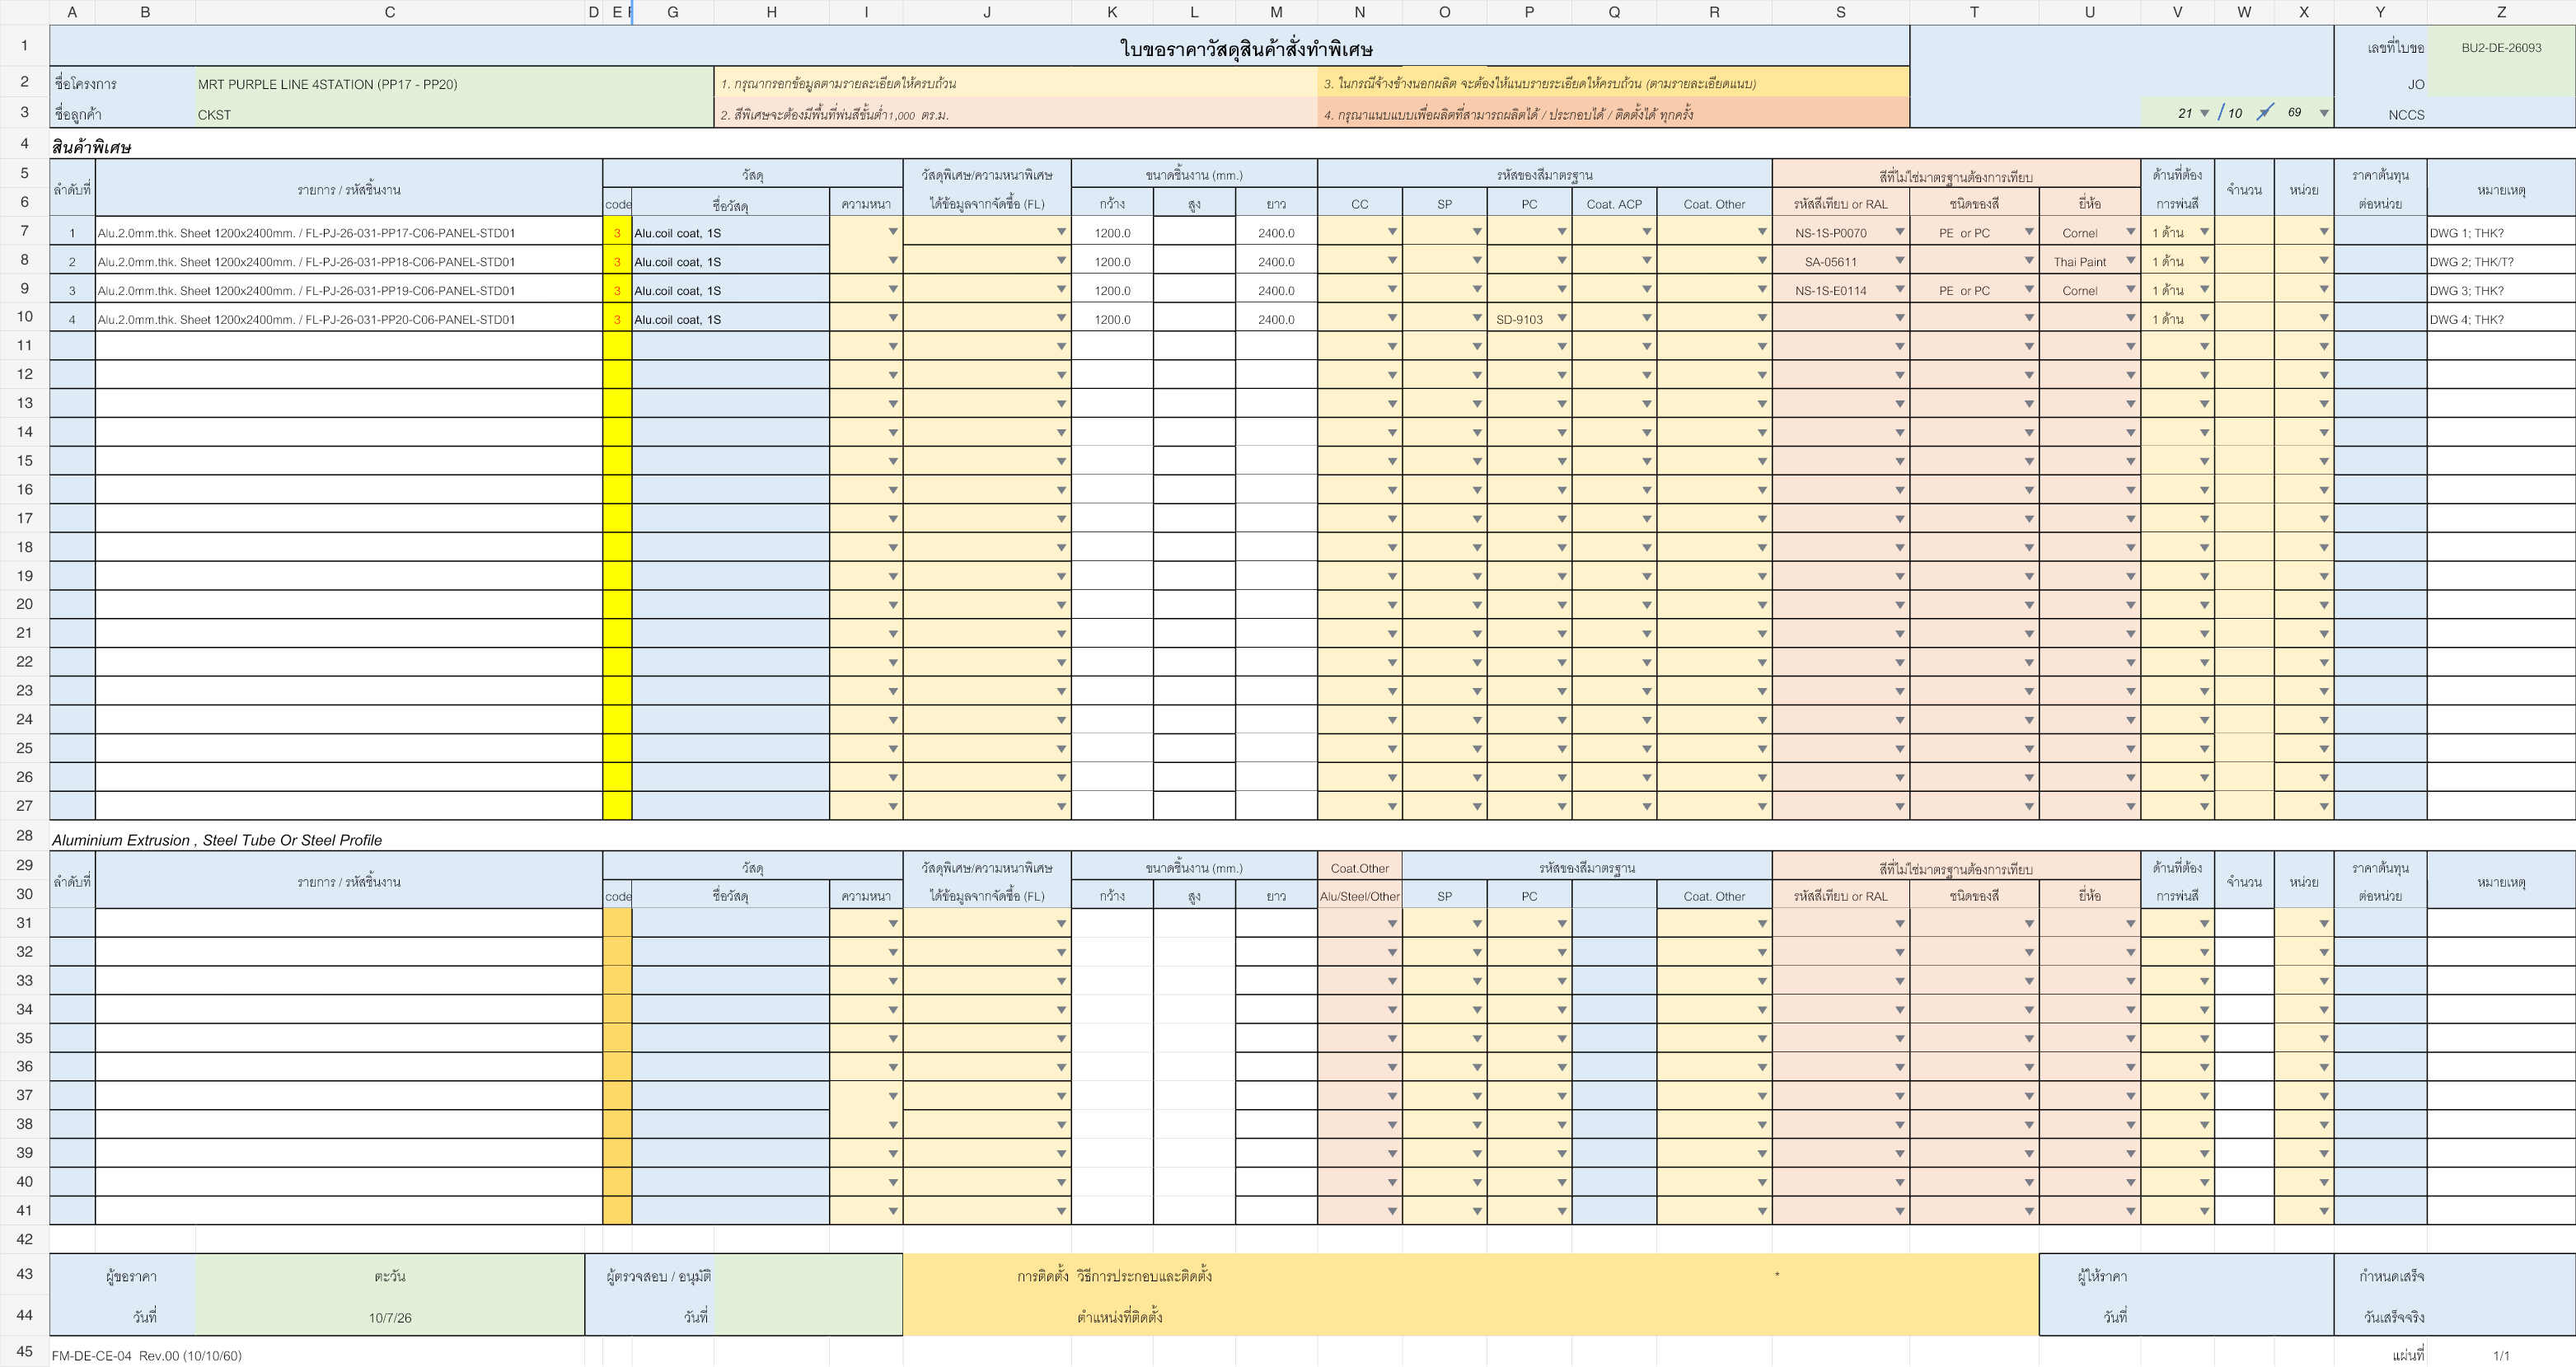 A B C D E G H I J K L M N O P Q R S T U V W X Y Z
1 ใบขอราคาวัสดุสินค้าสั่งทำพิเศษ เลขที่ใบขอ BU2-DE-26093
2 ชื่อโครงการ MRT PURPLE LINE 4STATION (PP17 - PP20) 1. กรุณากรอกข้อมูลตามรายละเอียดให้ครบถ้วน 3. ในกรณีจ้างช้างนอกผลิต จะต้องให้แนบรายระเอียดให้ครบถ้วน (ตามรายละเอียดแนบ) JO
3 ชื่อลูกค้า CKST 2. สีพิเศษจะต้องมีพื้นที่พ่นสีขั้นต่ำ1,000 ตร.ม. 4. กรุณาแนบแบบเพื่อผลิตที่สามารถผลิตได้ / ประกอบได้ / ติดตั้งได้ ทุกครั้ง 21 / 10 / 69 NCCS
4 สินค้าพิเศษ
5 ลำดับที่ รายการ / รหัสชิ้นงาน วัสดุ วัสดุพิเศษ/ความหนาพิเศษ ขนาดชิ้นงาน (mm.) รหัสของสีมาตรฐาน สีที่ไม่ใช่มาตรฐานต้องการเทียบ ด้านที่ต้อง จำนวน หน่วย ราคาต้นทุน หมายเหตุ
6 code ชื่อวัสดุ ความหนา ได้ข้อมูลจากจัดซื้อ (FL) กว้าง สูง ยาว CC SP PC Coat. ACP Coat. Other รหัสสีเทียบ or RAL ชนิดของสี ยี่ห้อ การพ่นสี ต่อหน่วย
7 1 Alu.2.0mm.thk. Sheet 1200x2400mm. / FL-PJ-26-031-PP17-C06-PANEL-STD01 3 Alu.coil coat, 1S 1200.0 2400.0 NS-1S-P0070 PE or PC Cornel 1 ด้าน DWG 1; THK?
8 2 Alu.2.0mm.thk. Sheet 1200x2400mm. / FL-PJ-26-031-PP18-C06-PANEL-STD01 3 Alu.coil coat, 1S 1200.0 2400.0 SA-05611 Thai Paint 1 ด้าน DWG 2; THK/T?
9 3 Alu.2.0mm.thk. Sheet 1200x2400mm. / FL-PJ-26-031-PP19-C06-PANEL-STD01 3 Alu.coil coat, 1S 1200.0 2400.0 NS-1S-E0114 PE or PC Cornel 1 ด้าน DWG 3; THK?
10 4 Alu.2.0mm.thk. Sheet 1200x2400mm. / FL-PJ-26-031-PP20-C06-PANEL-STD01 3 Alu.coil coat, 1S 1200.0 2400.0 SD-9103 1 ด้าน DWG 4; THK?
11
12
13
14
15
16
17
18
19
20
21
22
23
24
25
26
27
28 Aluminium Extrusion , Steel Tube Or Steel Profile
29 ลำดับที่ รายการ / รหัสชิ้นงาน วัสดุ วัสดุพิเศษ/ความหนาพิเศษ ขนาดชิ้นงาน (mm.) Coat.Other รหัสของสีมาตรฐาน สีที่ไม่ใช่มาตรฐานต้องการเทียบ ด้านที่ต้อง จำนวน หน่วย ราคาต้นทุน หมายเหตุ
30 code ชื่อวัสดุ ความหนา ได้ข้อมูลจากจัดซื้อ (FL) กว้าง สูง ยาว Alu/Steel/Other SP PC Coat. Other รหัสสีเทียบ or RAL ชนิดของสี ยี่ห้อ การพ่นสี ต่อหน่วย
31
32
33
34
35
36
37
38
39
40
41
42
43 ผู้ขอราคา ตะวัน ผู้ตรวจสอบ / อนุมัติ การติดตั้ง วิธีการประกอบและติดตั้ง * ผู้ให้ราคา กำหนดเสร็จ
44 วันที่ 10/7/26 วันที่ ตำแหน่งที่ติดตั้ง วันที่ วันเสร็จจริง
45 FM-DE-CE-04 Rev.00 (10/10/60) แผ่นที่ 1/1